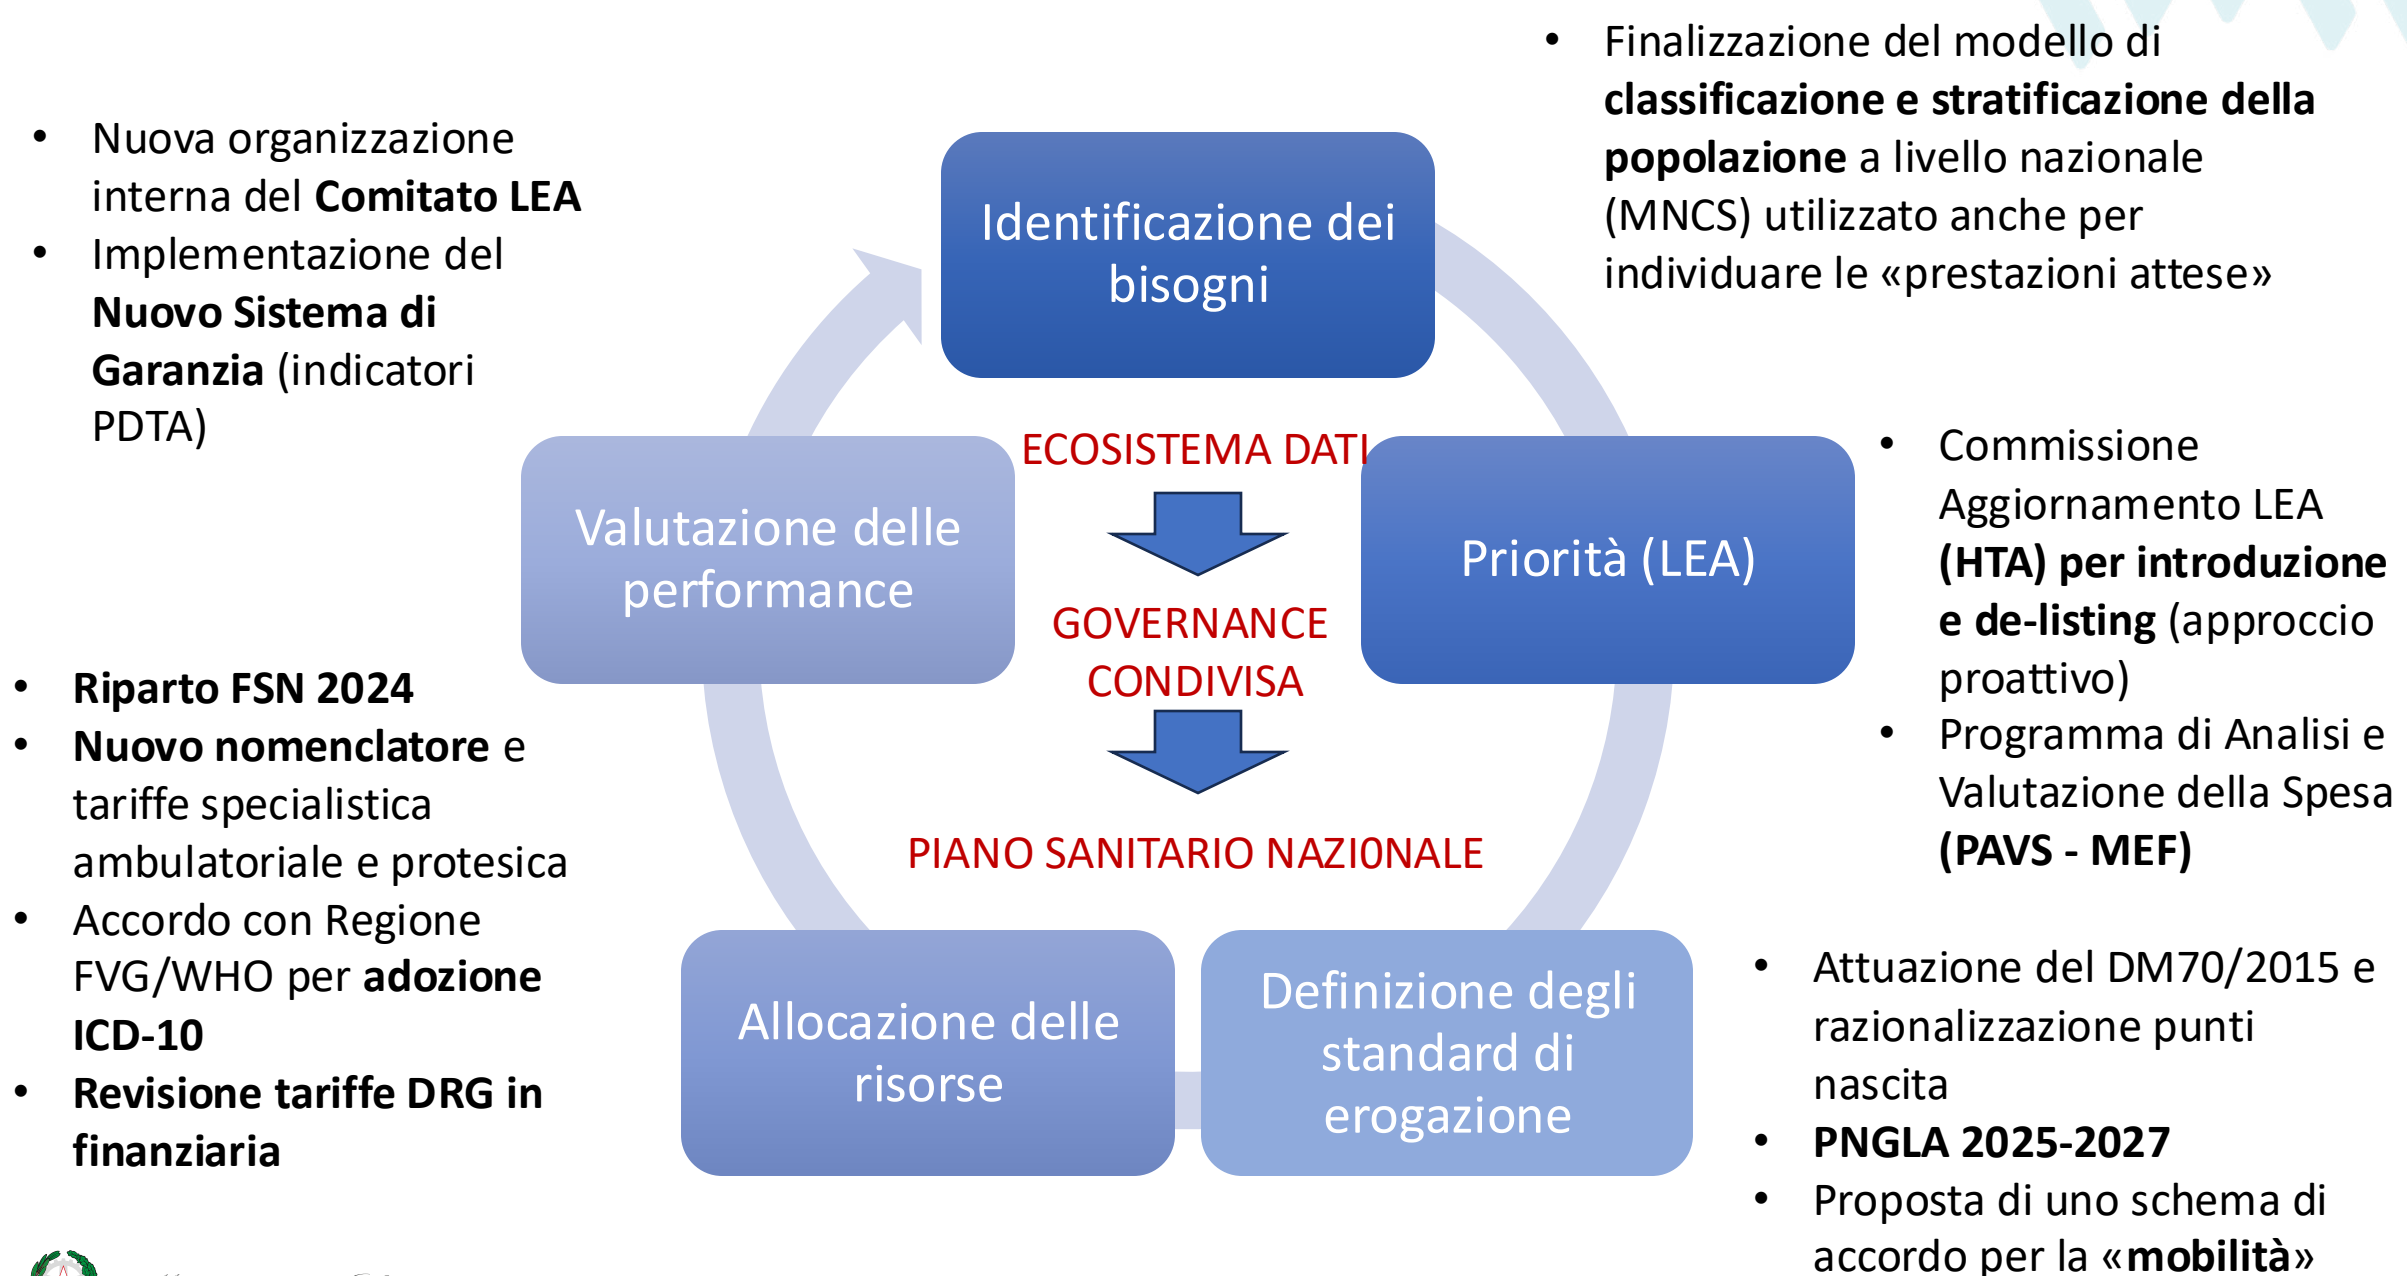 • Finalizzazione del modello di
classificazione e stratificazione della
popolazione a livello nazionale
(MNCS) utilizzato anche per
individuare le «prestazioni attese»
• Nuova organizzazione
interna del Comitato LEA
• Implementazione del
Nuovo Sistema di
Garanzia (indicatori
PDTA)
Identificazione dei
bisogni
ECOSISTEMA DATI
Valutazione delle
performance
Priorità (LEA)
• Commissione
Aggiornamento LEA
(HTA) per introduzione
e de-listing (approccio
proattivo)
• Programma di Analisi e
Valutazione della Spesa
(PAVS - MEF)
GOVERNANCE
CONDIVISA
PIANO SANITARIO NAZI0NALE
• Riparto FSN 2024
• Nuovo nomenclatore e
tariffe specialistica
ambulatoriale e protesica
• Accordo con Regione
FVG/WHO per adozione
ICD-10
• Revisione tariffe DRG in
finanziaria
Allocazione delle
risorse
Definizione degli
standard di
erogazione
• Attuazione del DM70/2015 e
razionalizzazione punti
nascita
• PNGLA 2025-2027
• Proposta di uno schema di
accordo per la «mobilità»